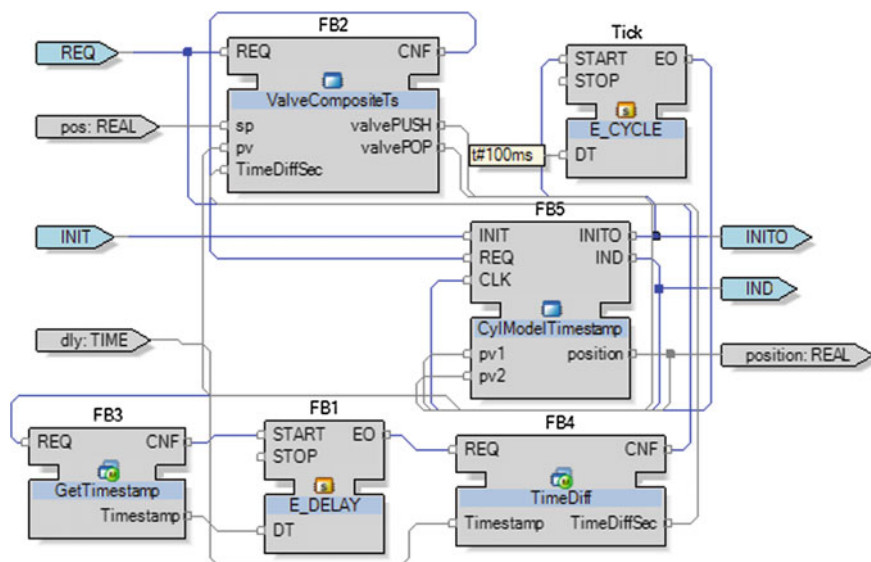 FB2
Tick
REQ
REQ CNF
START EO
STOP
ValveCompositeTs
E_CYCLE
pos: REAL
sp valvePUSH
pv valvePOP
TimeDiffSec
t#100ms
DT
FB5
INIT
INIT INITO
INITO
REQ IND
CLK
IND
CylModelTimestamp
dly: TIME
pv1 position
position: REAL
pv2
FB3
FB1
FB4
REQ CNF
START EO
STOP
REQ CNF
GetTimestamp
E_DELAY
TimeDiff
Timestamp
DT
Timestamp TimeDiffSec